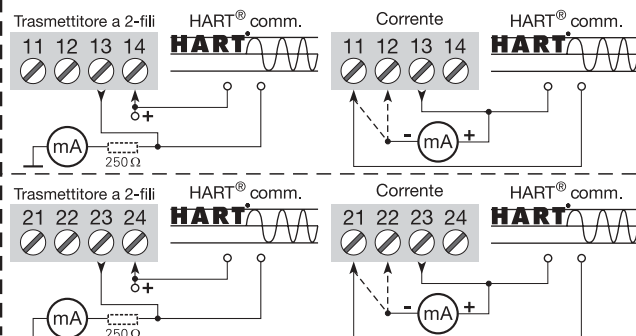 Trasmettitore a 2-fili HART® comm.
11 12 13 14 HART
+
mA 250 Ω
Corrente HART® comm.
11 12 13 14 HART
- mA +
Trasmettitore a 2-fili HART® comm.
21 22 23 24 HART
+
mA 250 Ω
Corrente HART® comm.
21 22 23 24 HART
- mA +